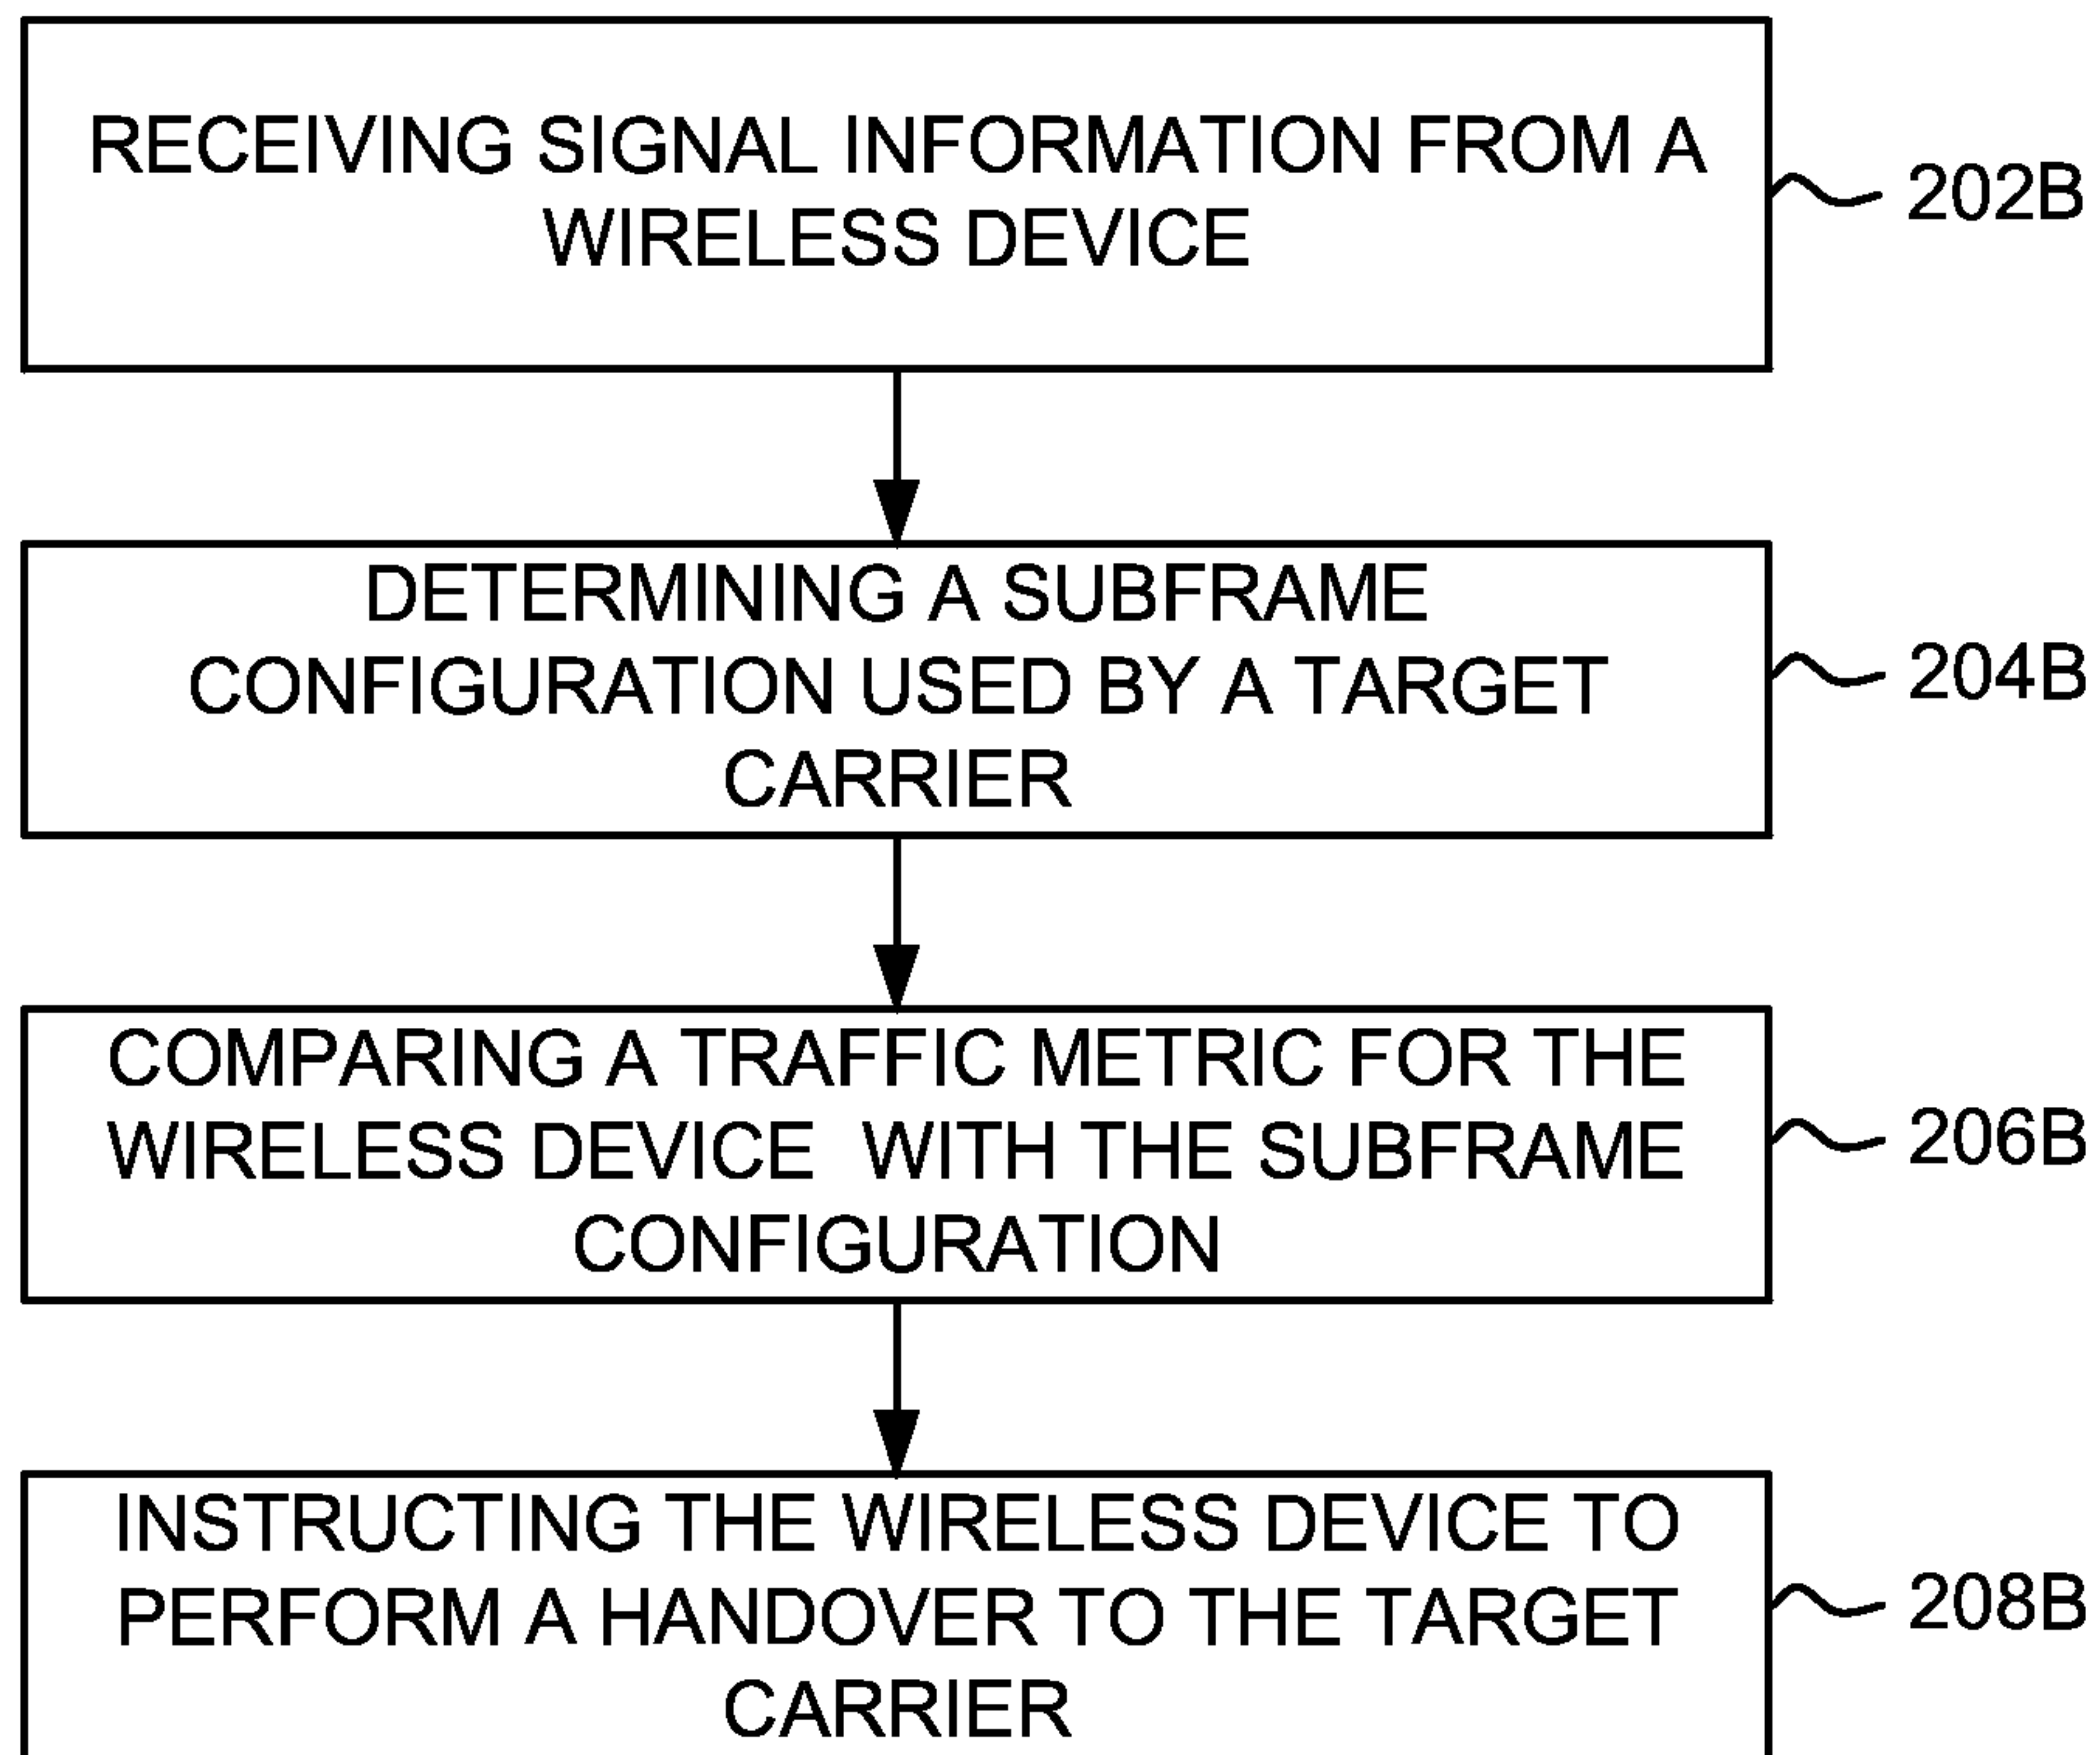 RECEIVING SIGNAL INFORMATION FROM A
WIRELESS DEVICE
202B
DETERMINING A SUBFRAME
CONFIGURATION USED BY A TARGET
CARRIER
204B
COMPARING A TRAFFIC METRIC FOR THE
WIRELESS DEVICE WITH THE SUBFRAME
CONFIGURATION
206B
INSTRUCTING THE WIRELESS DEVICE TO
PERFORM A HANDOVER TO THE TARGET
CARRIER
208B